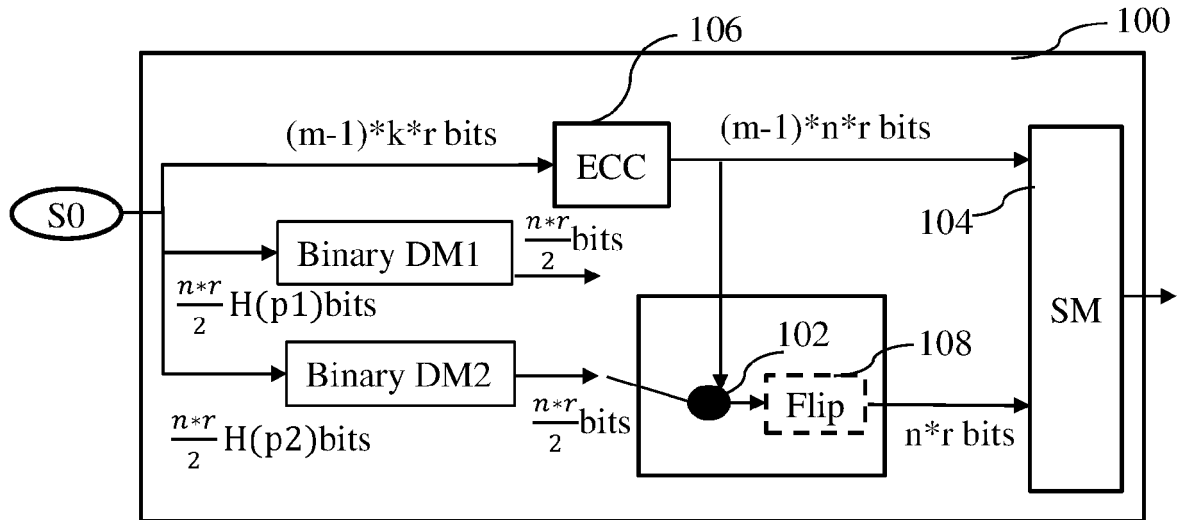 100
106
(m-1)*k*r bits
(m-1)*n*r bits
ECC
S0
104
Binary DM1
n*r/2 bits
n*r/2 H(p1)bits
SM
102
108
Binary DM2
Flip
n*r/2 bits
n*r bits
n*r/2 H(p2)bits